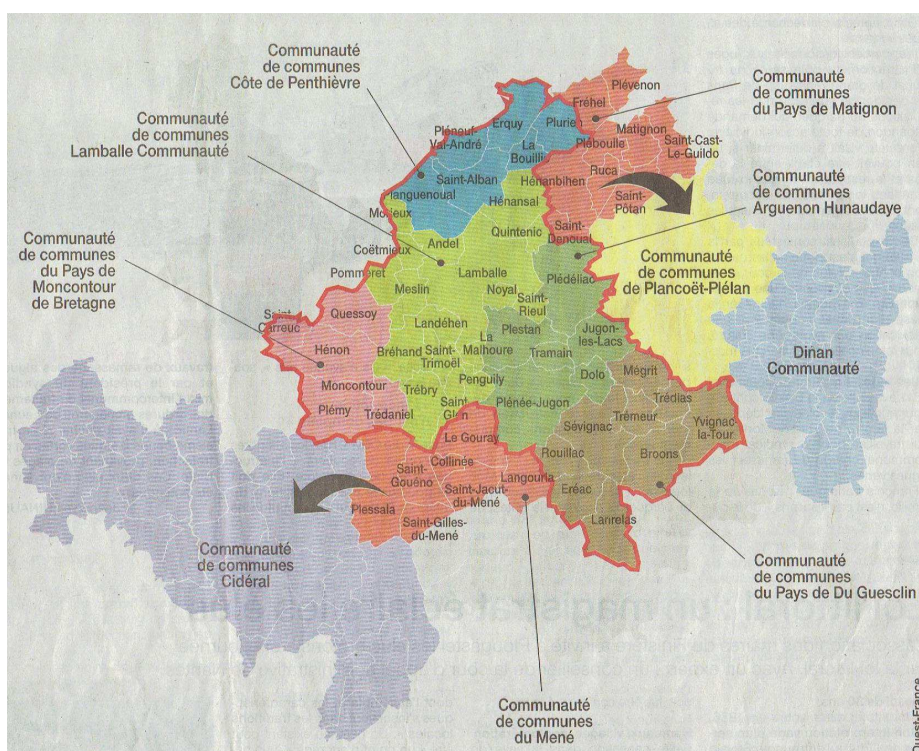 Communauté
de communes
Côte de Penthièvre
Communauté
de communes
Lamballe Communauté
Communauté
de communes
du Pays de
Moncontour
de Bretagne
Communauté
de communes
du Pays de Matignon
Communauté
de communes
Arguenon Hunaudaye
Plévenon
Fréhel
Erquy
Plurien
Pléneuf-
Val-André
La
Bouilli
Matignon
Pléboulle
Saint-Cast-
Le-Guildo
Saint-Alban
Hénanbihen
Ruca
languenoual
Hénansal
Saint-
Pôtan
Morieux
Quintenic
Saint-
Denoual
Andel
Coëtmieux
Pommeret
Lamballe
Plédéliac
Communauté
de communes
de Plancoët-Plélan
Meslin
Noyal
Saint-
Rieul
Saint-
Carreuc
Quessoy
Landéhen
Plestan
Jugon-
les-Lacs
La
Malhoure
Tramain
Hénon
Bréhand
Saint-
Trimoël
Dinan
Communauté
Penguily
Dolo
Mégrit
Moncontour
Trébry
Plénée-Jugon
Trédias
Plémy
Trédaniel
Saint
Glen
Sévignac
Trémeur
Yvignac-
la-Tour
Le Gouray
Rouillac
Broons
Collinée
Saint-
Gouéno
Langourla
Saint-Jacut-
du-Mené
Eréac
Plessala
Saint-Gilles-
du-Mené
Lanrelas
Communauté
de communes
Cidéral
Communauté
de communes
du Pays de Du Guesclin
Communauté
de communes
du Mené
Ouest-France